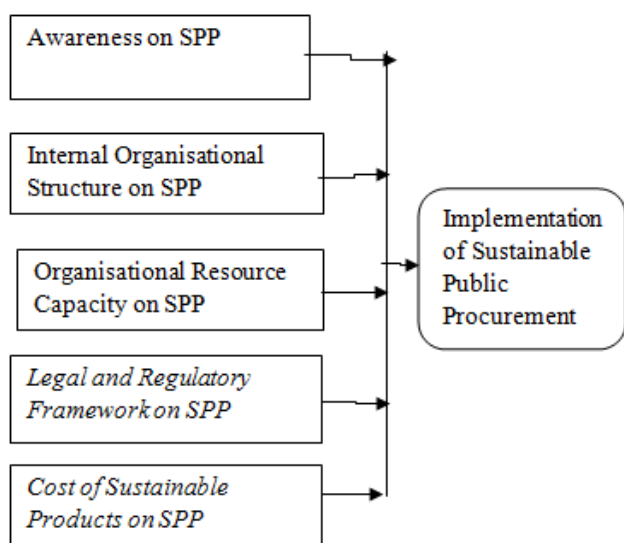 Awareness on SPP
Internal Organisational
Structure on SPP
Organisational Resource
Capacity on SPP
Legal and Regulatory
Framework on SPP
Cost of Sustainable
Products on SPP
Implementation
of Sustainable
Public
Procurement